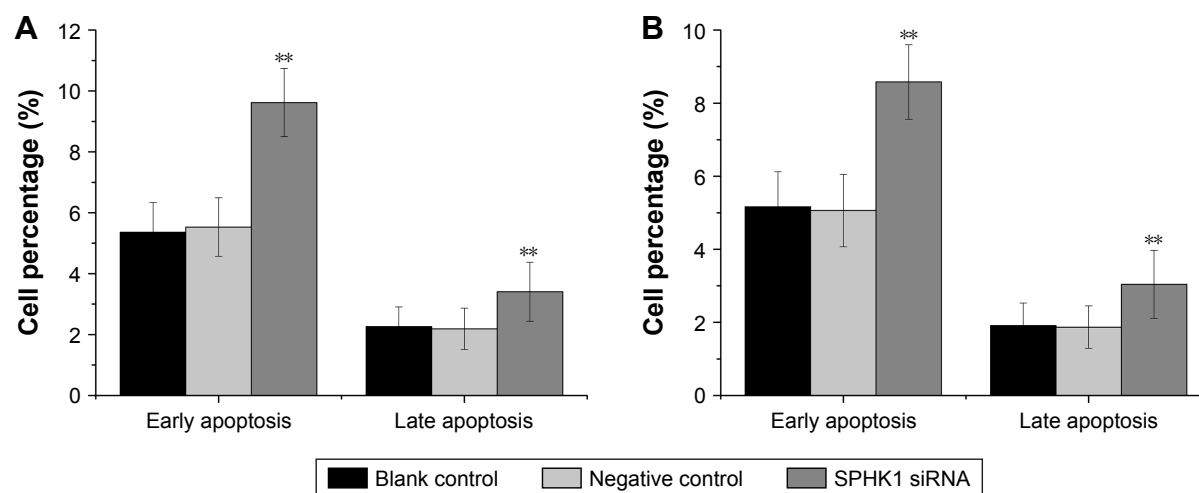 A
Cell percentage (%)
12
10
8
6
4
2
0
**
**
Early apoptosis
Late apoptosis
B
Cell percentage (%)
10
8
6
4
2
0
**
**
Early apoptosis
Late apoptosis
Blank control
Negative control
SPHK1 siRNA